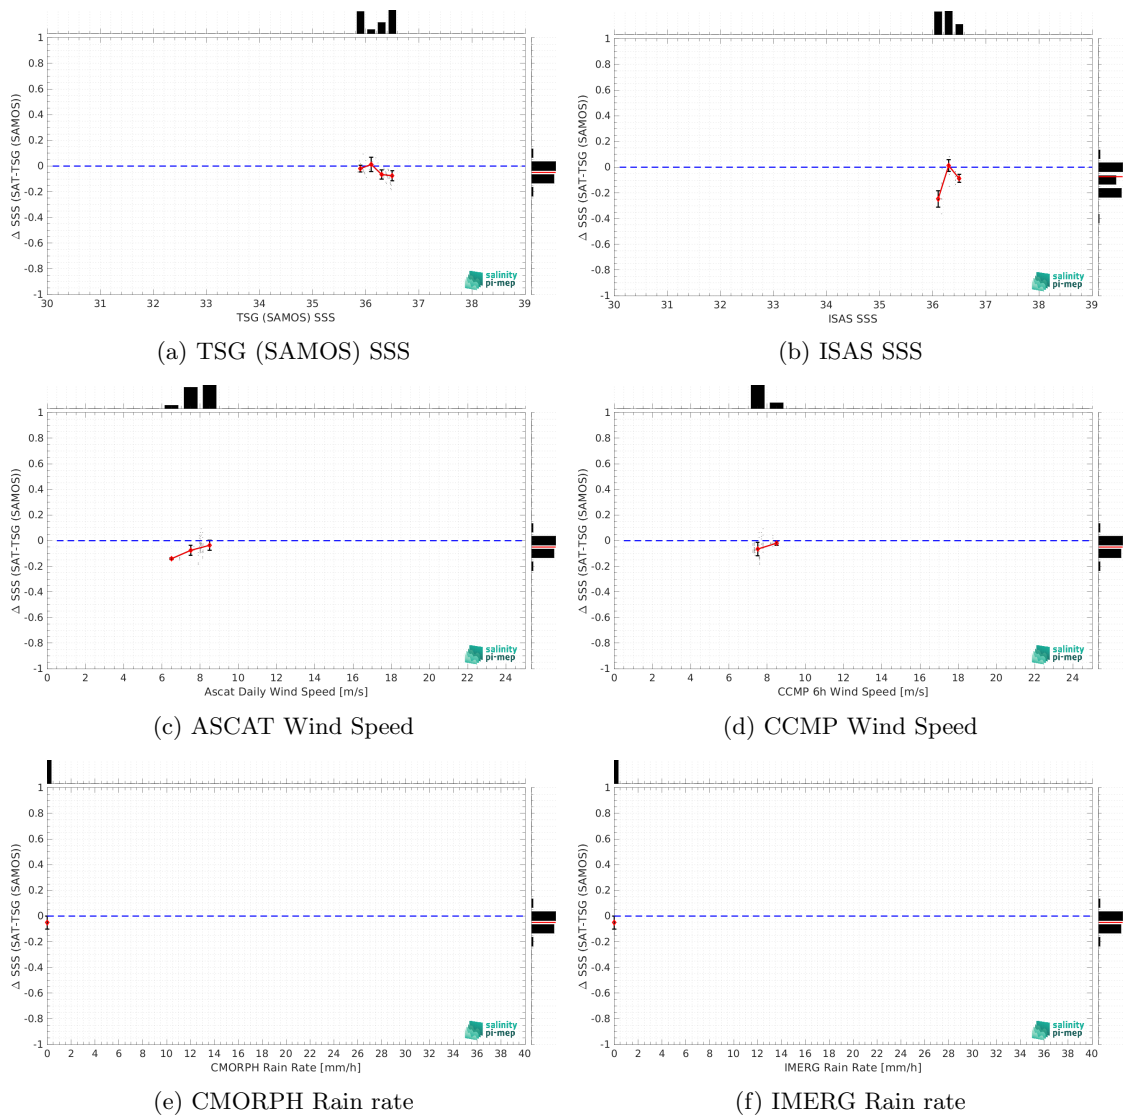 1
0.8
0.6
0.4
0.2
0
-0.2
-0.4
-0.6
-0.8
-1
Δ SSS (SAT-TSG (SAMOS))
30 31 32 33 34 35 36 37 38 39
TSG (SAMOS) SSS
salinity
pi-mep
(a) TSG (SAMOS) SSS
1
0.8
0.6
0.4
0.2
0
-0.2
-0.4
-0.6
-0.8
-1
Δ SSS (SAT-TSG (SAMOS))
30 31 32 33 34 35 36 37 38 39
ISAS SSS
salinity
pi-mep
(b) ISAS SSS
1
0.8
0.6
0.4
0.2
0
-0.2
-0.4
-0.6
-0.8
-1
Δ SSS (SAT-TSG (SAMOS))
0 2 4 6 8 10 12 14 16 18 20 22 24
Ascat Daily Wind Speed [m/s]
salinity
pi-mep
(c) ASCAT Wind Speed
1
0.8
0.6
0.4
0.2
0
-0.2
-0.4
-0.6
-0.8
-1
Δ SSS (SAT-TSG (SAMOS))
0 2 4 6 8 10 12 14 16 18 20 22 24
CCMP 6h Wind Speed [m/s]
salinity
pi-mep
(d) CCMP Wind Speed
1
0.8
0.6
0.4
0.2
0
-0.2
-0.4
-0.6
-0.8
-1
Δ SSS (SAT-TSG (SAMOS))
0 2 4 6 8 10 12 14 16 18 20 22 24 26 28 30 32 34 36 38 40
CMORPH Rain Rate [mm/h]
salinity
pi-mep
(e) CMORPH Rain rate
1
0.8
0.6
0.4
0.2
0
-0.2
-0.4
-0.6
-0.8
-1
Δ SSS (SAT-TSG (SAMOS))
0 2 4 6 8 10 12 14 16 18 20 22 24 26 28 30 32 34 36 38 40
IMERG Rain Rate [mm/h]
salinity
pi-mep
(f) IMERG Rain rate